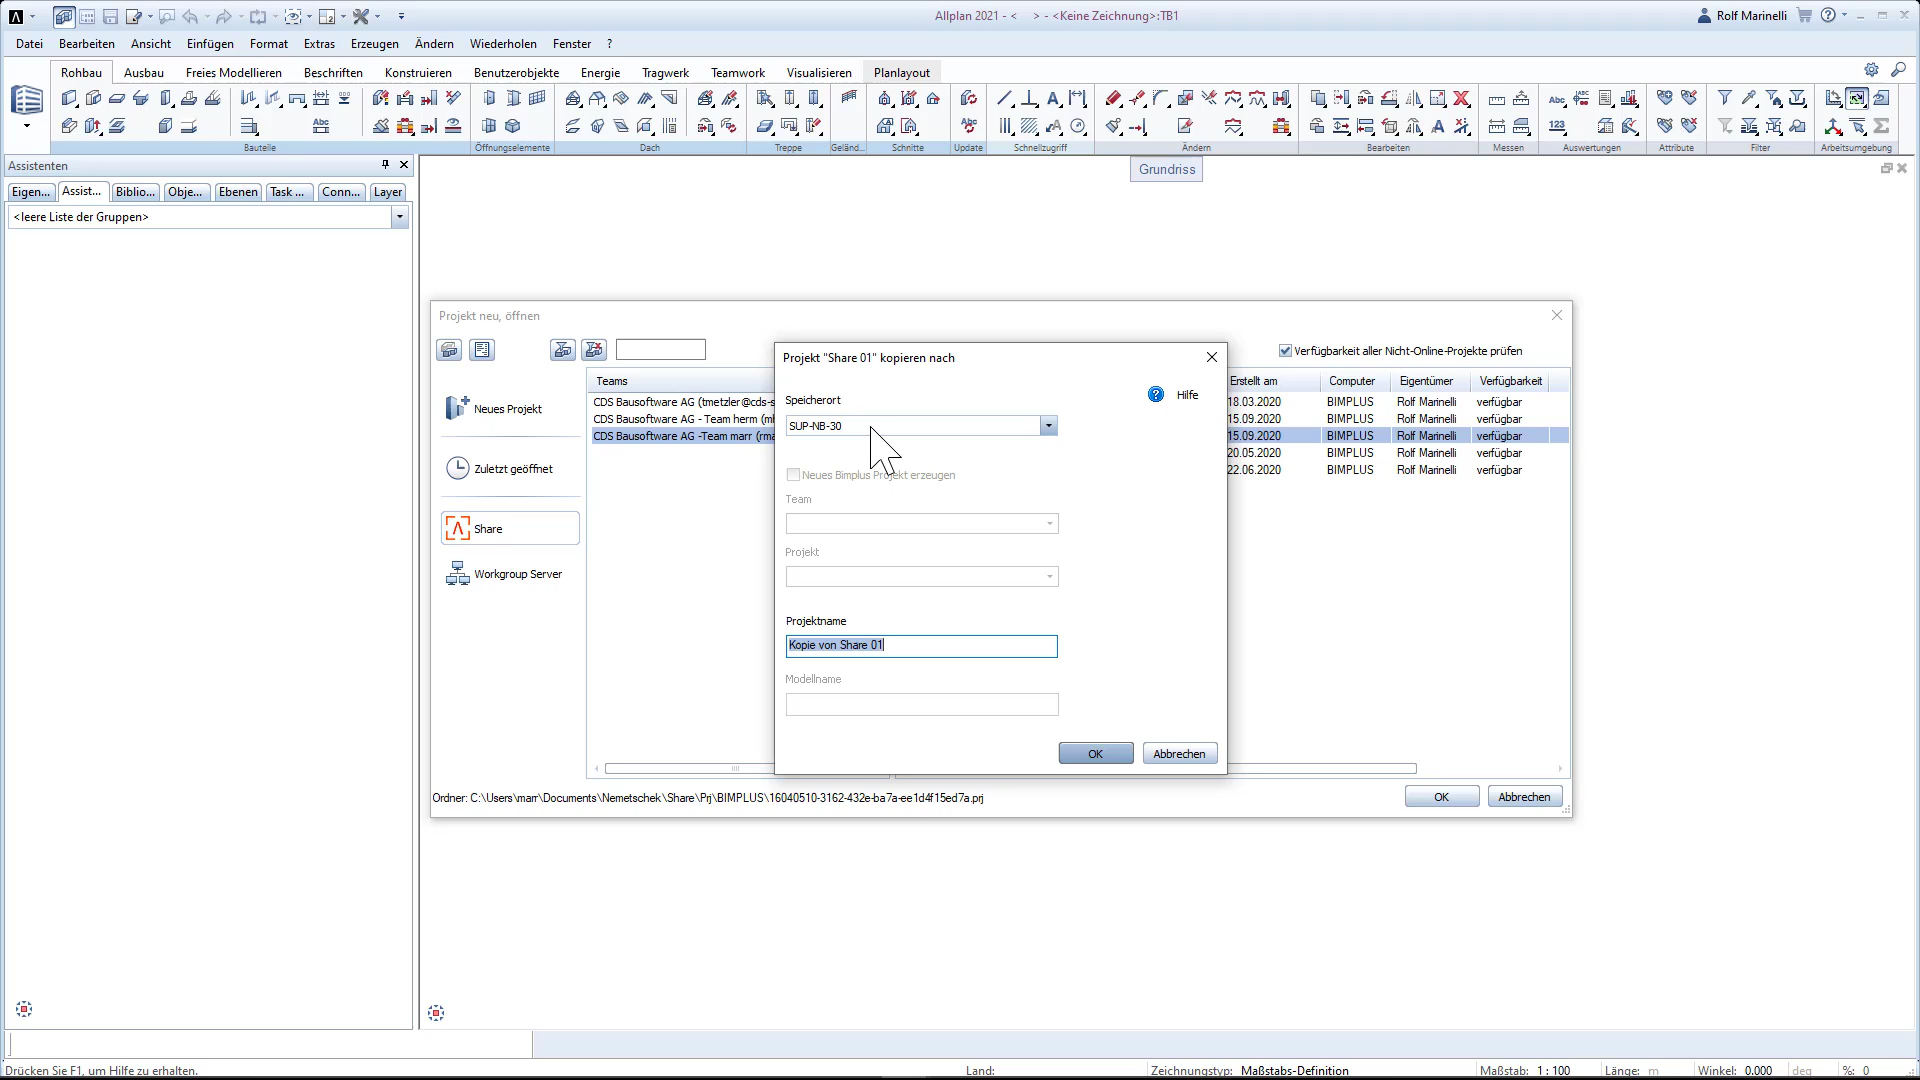 Allplan 2021 - <    > - <Keine Zeichnung>:TB1
Rolf Marinelli
Datei Bearbeiten Ansicht Einfügen Format Extras Erzeugen Ändern Wiederholen Fenster ?
Rohbau Ausbau Freies Modellieren Beschriften Konstruieren Benutzerobjekte Energie Tragwerk Teamwork Visualisieren Planlayout
Bauteile Öffnungselemente Dach Treppe Geländ... Schnitte Update Schnellzugriff Ändern Bearbeiten Messen Auswertungen Attribute Filter Arbeitsumgebung
Assistenten
Eigen... Assist... Biblio... Obje... Ebenen Task ... Conn... Layer
<leere Liste der Gruppen>
Grundriss
Projekt neu, öffnen
Verfügbarkeit aller Nicht-Online-Projekte prüfen
Neues Projekt
Zuletzt geöffnet
Share
Workgroup Server
Teams
CDS Bausoftware AG (tmetzler@cds-s
CDS Bausoftware AG - Team herm (ml
CDS Bausoftware AG -Team marr (rma
Erstellt am Computer Eigentümer Verfügbarkeit
18.03.2020 BIMPLUS Rolf Marinelli verfügbar
15.09.2020 BIMPLUS Rolf Marinelli verfügbar
15.09.2020 BIMPLUS Rolf Marinelli verfügbar
20.05.2020 BIMPLUS Rolf Marinelli verfügbar
22.06.2020 BIMPLUS Rolf Marinelli verfügbar
Projekt "Share 01" kopieren nach
Speicherort
Hilfe
SUP-NB-30
Neues Bimplus Projekt erzeugen
Team
Projekt
Projektname
Kopie von Share 01
Modellname
OK Abbrechen
Ordner: C:\Users\marr\Documents\Nemetschek\Share\Prj\BIMPLUS\16040510-3162-432e-ba7a-ee1d4f15ed7a.prj
OK Abbrechen
Drücken Sie F1, um Hilfe zu erhalten.
Land: Zeichnungstyp: Maßstabs-Definition Maßstab: 1 : 100 Länge: m Winkel: 0.000 deg %: 0